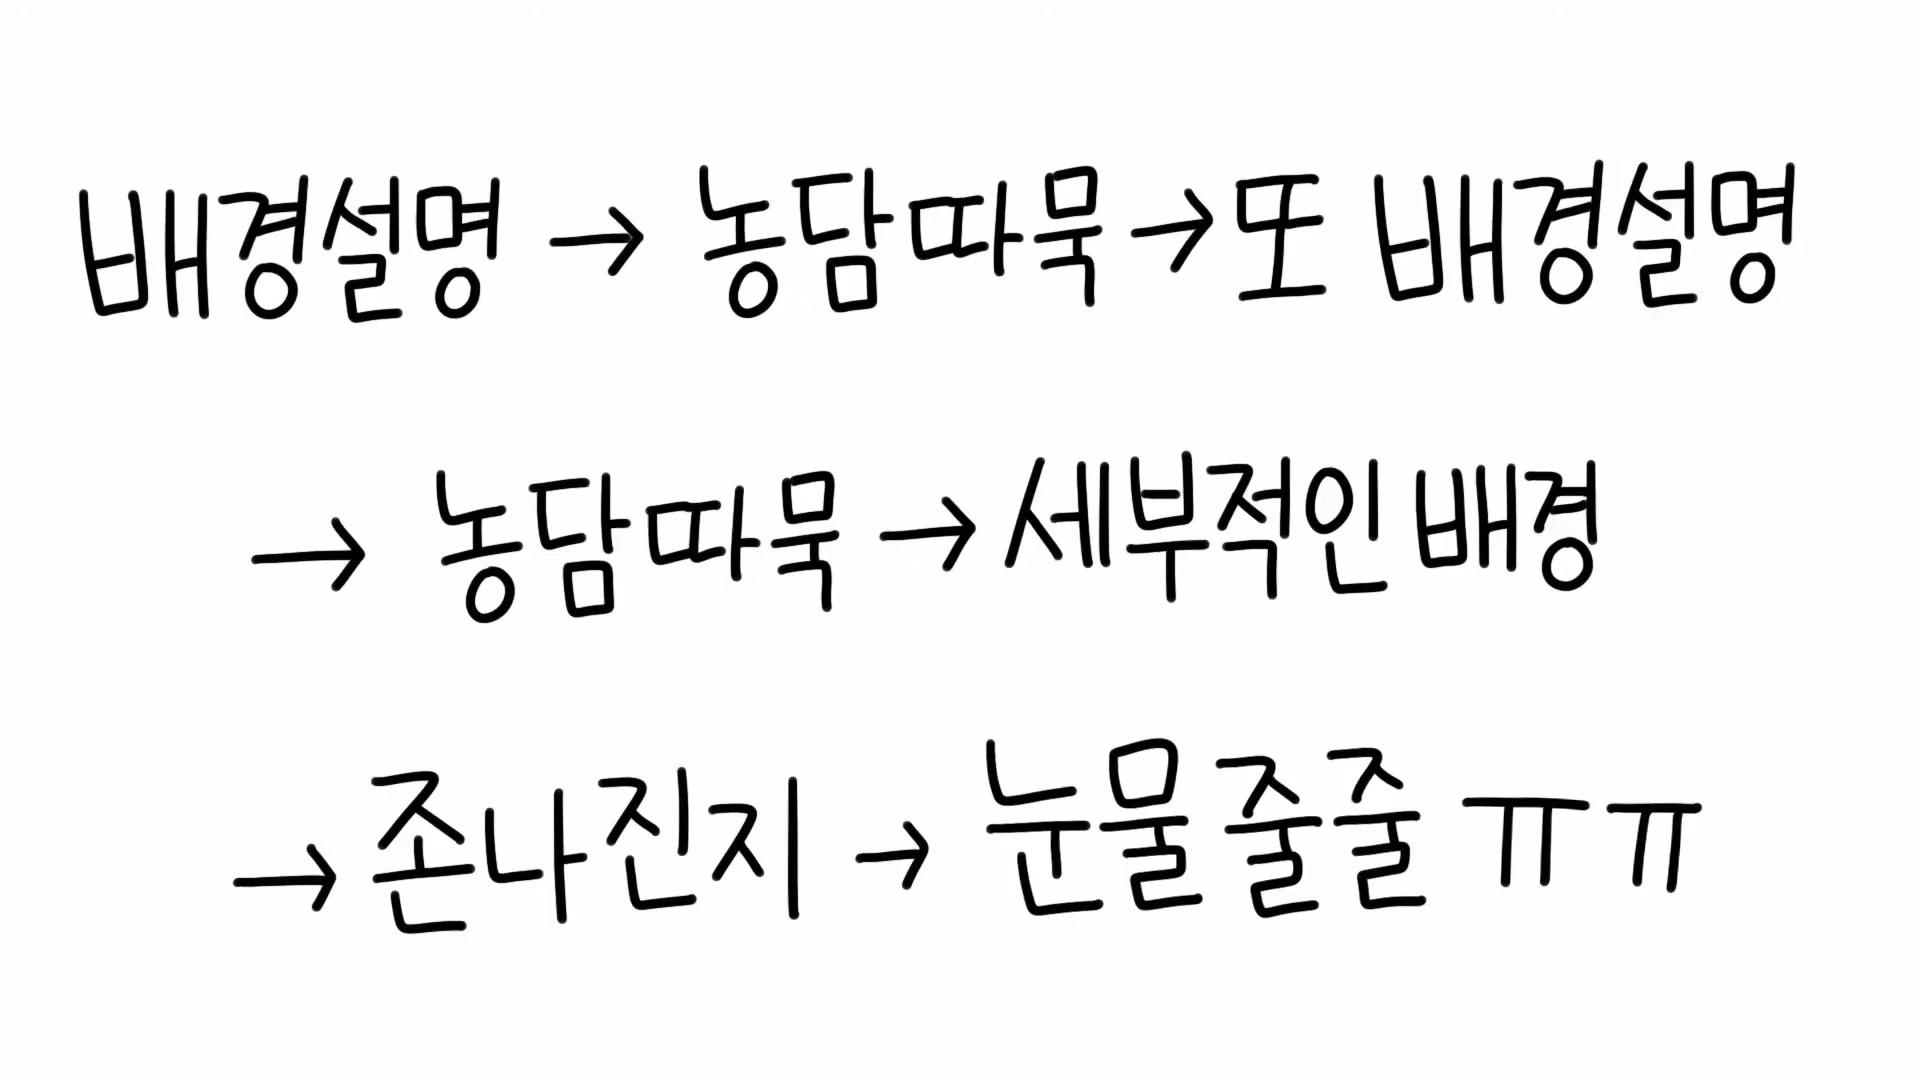 배경설명 → 농담따묵 → 또 배경설명
→ 농담따묵 → 세부적인 배경
→ 존나진지 → 눈물줄줄 ㅠㅠ